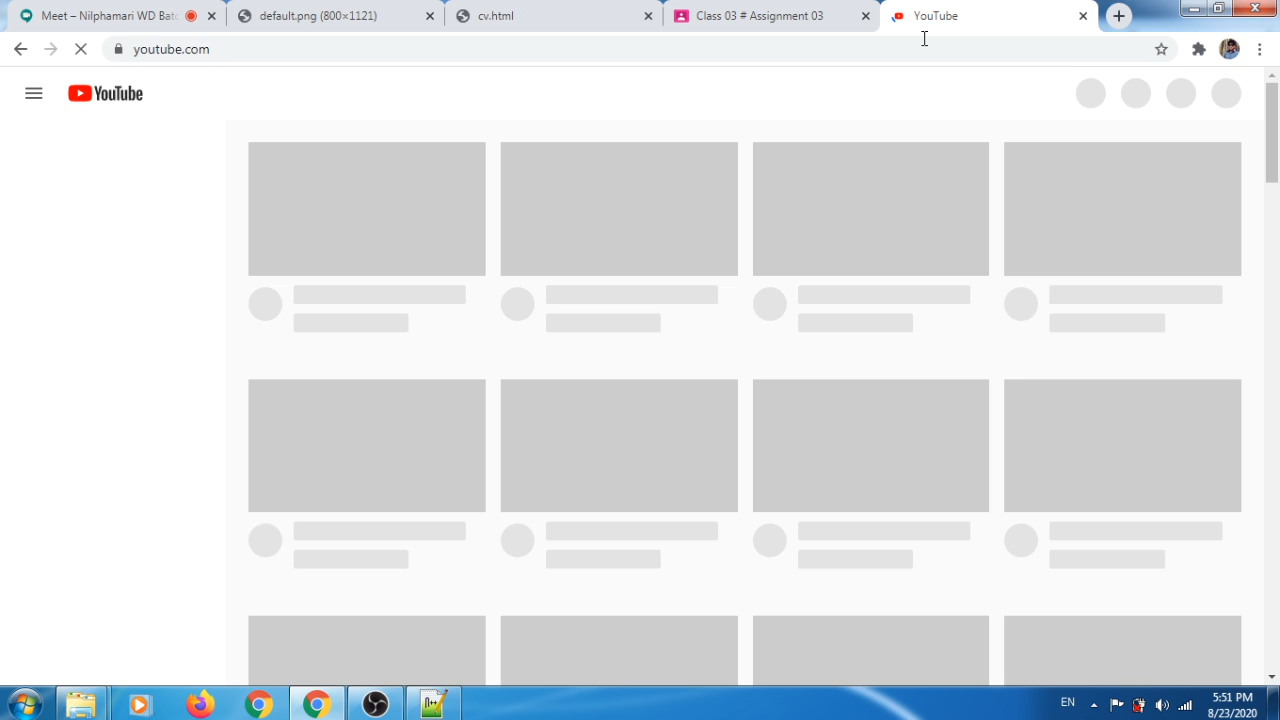 Meet – Nilphamari WD Batc
default.png (800×1121)
cv.html
Class 03 # Assignment 03
YouTube
youtube.com
YouTube
EN
5:51 PM
8/23/2020